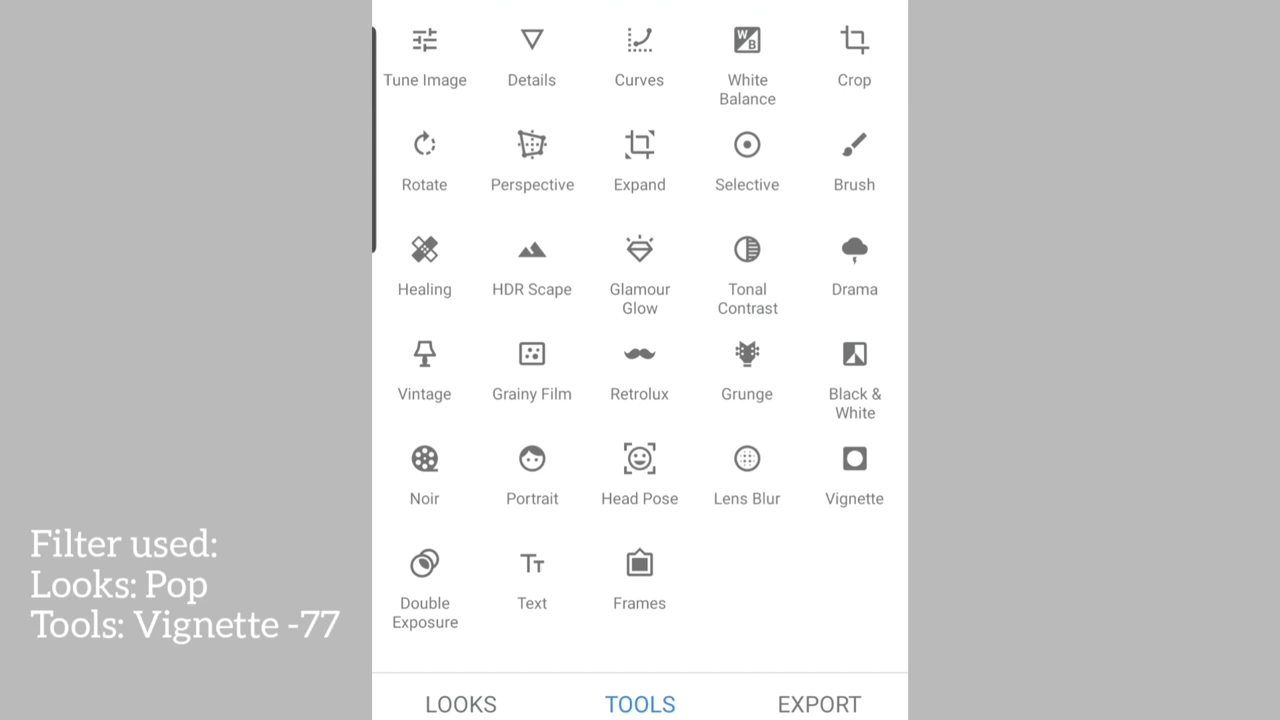 Tune Image
Details
Curves
White
Balance
Crop
Rotate
Perspective
Expand
Selective
Brush
Healing
HDR Scape
Glamour
Glow
Tonal
Contrast
Drama
Vintage
Grainy Film
Retrolux
Grunge
Black &
White
Noir
Portrait
Head Pose
Lens Blur
Vignette
Double
Exposure
Text
Frames
LOOKS
TOOLS
EXPORT
Filter used:
Looks: Pop
Tools: Vignette -77